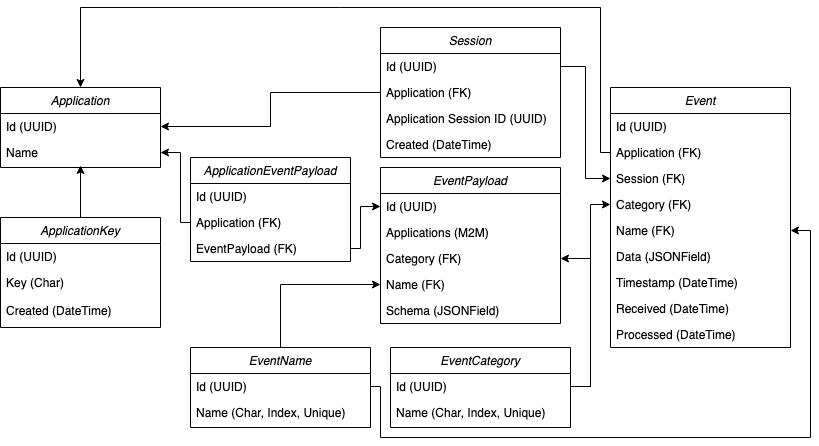 Session
Id (UUID)
Application (FK)
Application Session ID (UUID)
Created (DateTime)
Application
Id (UUID)
Name
Event
Id (UUID)
Application (FK)
Session (FK)
Category (FK)
Name (FK)
Data (JSONField)
Timestamp (DateTime)
Received (DateTime)
Processed (DateTime)
ApplicationEventPayload
Id (UUID)
Application (FK)
EventPayload (FK)
EventPayload
Id (UUID)
Applications (M2M)
Category (FK)
Name (FK)
Schema (JSONField)
ApplicationKey
Id (UUID)
Key (Char)
Created (DateTime)
EventName
Id (UUID)
Name (Char, Index, Unique)
EventCategory
Id (UUID)
Name (Char, Index, Unique)